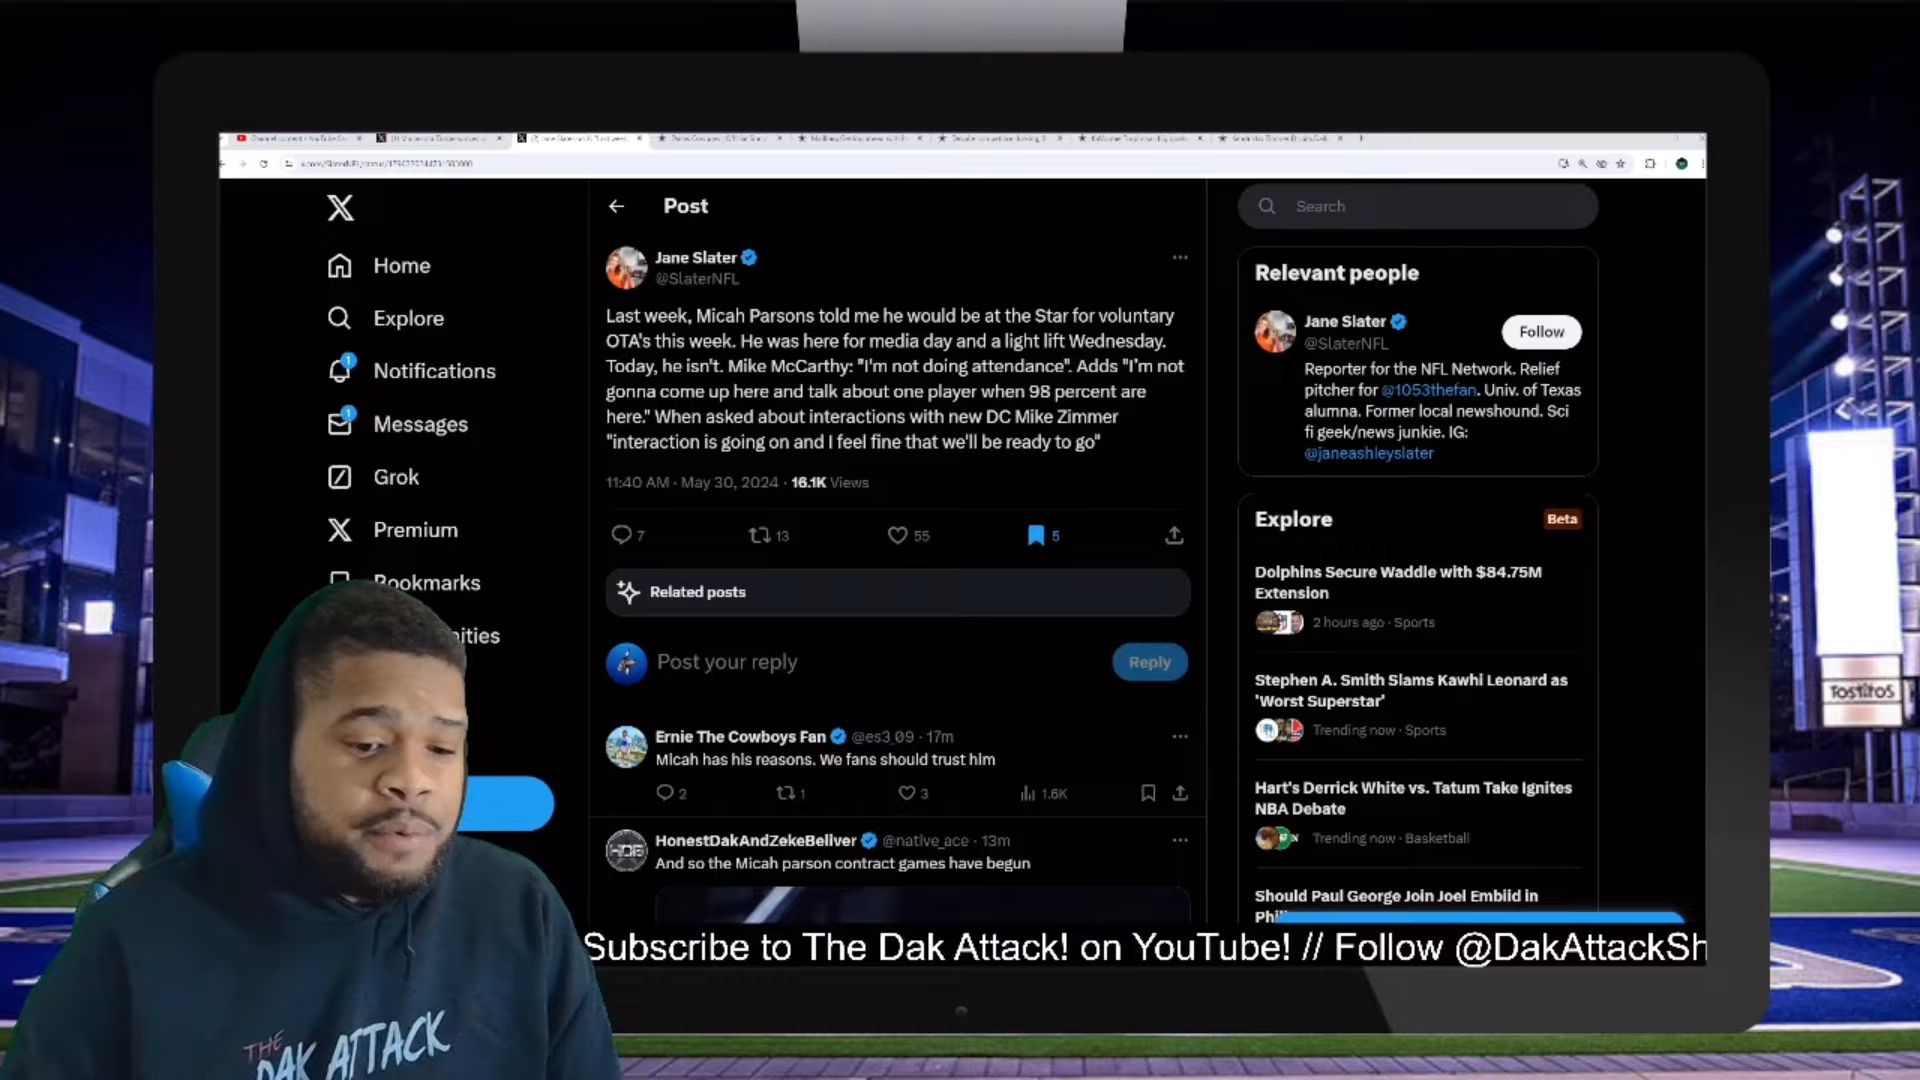 Post
Search
Home
Explore
Notifications
Messages
Grok
Premium
Bookmarks
Jane Slater
@SlaterNFL
Last week, Micah Parsons told me he would be at the Star for voluntary
OTA's this week. He was here for media day and a light lift Wednesday.
Today, he isn't. Mike McCarthy: "I'm not doing attendance". Adds "I'm not
gonna come up here and talk about one player when 98 percent are
here." When asked about interactions with new DC Mike Zimmer
"interaction is going on and I feel fine that we'll be ready to go"
11:40 AM · May 30, 2024 · 16.1K Views
7 13 55 5
Related posts
Post your reply
Reply
Ernie The Cowboys Fan @es3_09 · 17m
Micah has his reasons. We fans should trust him
2 1 3 1.6K
HonestDakAndZekeBeliver @native_ace · 13m
And so the Micah parson contract games have begun
Relevant people
Jane Slater
@SlaterNFL
Follow
Reporter for the NFL Network. Relief
pitcher for @1053thefan. Univ. of Texas
alumna. Former local newshound. Sci
fi geek/news junkie. IG:
@janeashleyslater
Explore
Beta
Dolphins Secure Waddle with $84.75M
Extension
2 hours ago · Sports
Stephen A. Smith Slams Kawhi Leonard as
'Worst Superstar'
Trending now · Sports
Hart's Derrick White vs. Tatum Take Ignites
NBA Debate
Trending now · Basketball
Should Paul George Join Joel Embiid in
Subscribe to The Dak Attack! on YouTube! // Follow @DakAttackSh
THE
DAK ATTACK
TOSTITOS